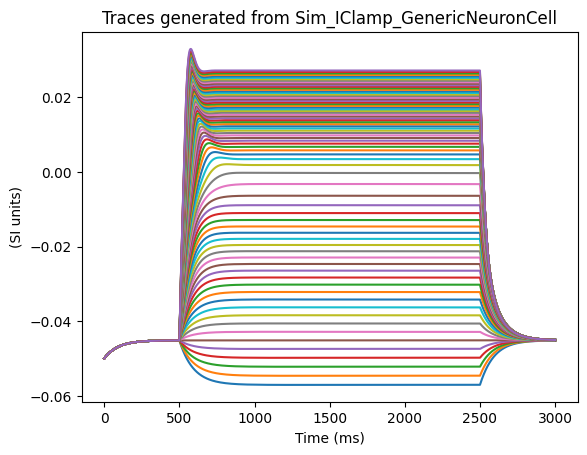 Traces generated from Sim_IClamp_GenericNeuronCell
(SI units)
0.02
0.00
−0.02
−0.04
−0.06
0 500 1000 1500 2000 2500 3000
Time (ms)